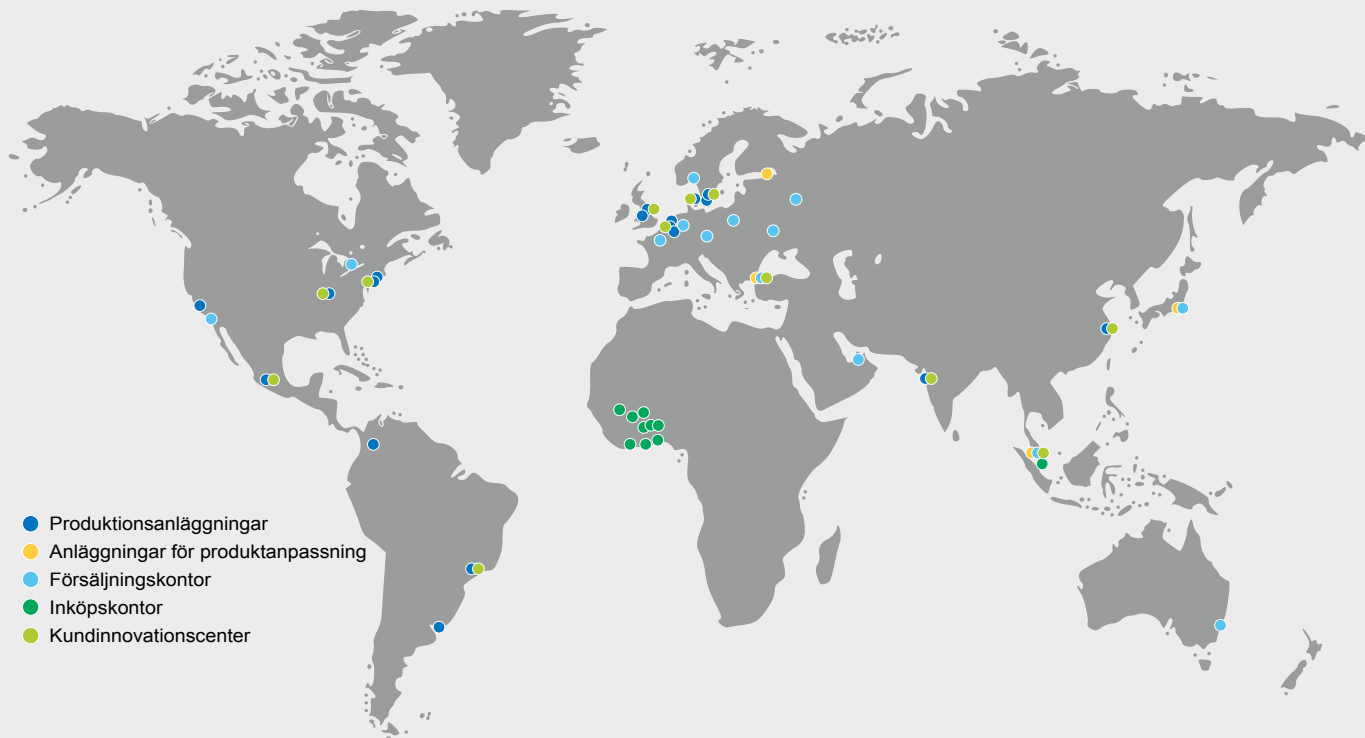 Produktionsanläggningar
Anläggningar för produktanpassning
Försäljningskontor
Inköpskontor
Kundinnovationscenter